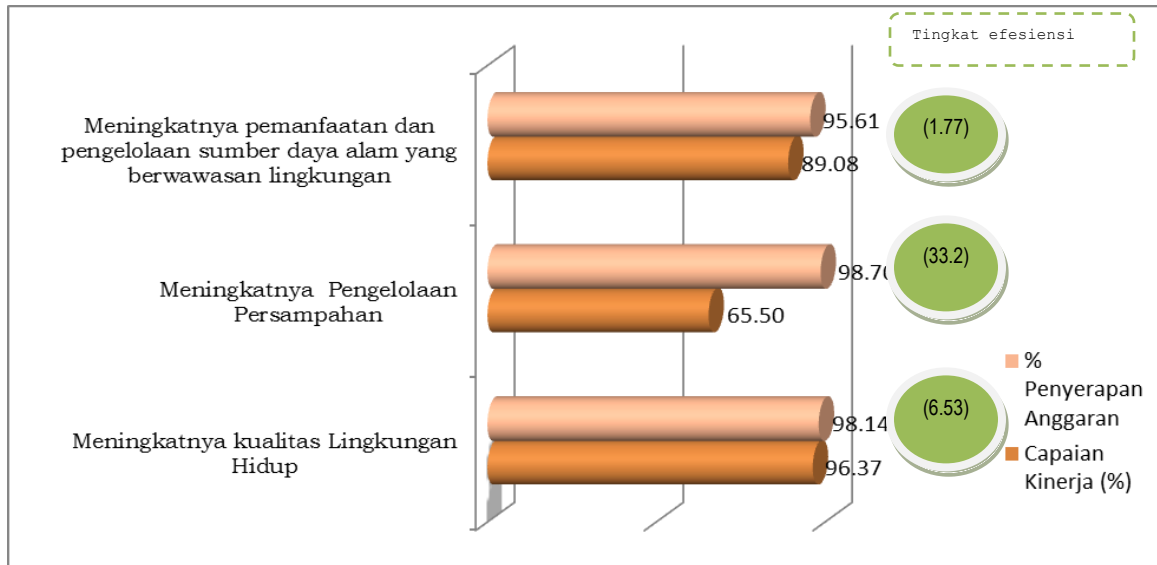 Tingkat efesiensi
Meningkatnya pemanfaatan dan
pengelolaan sumber daya alam yang
berwawasan lingkungan
95.61
89.08
(1.77)
Meningkatnya Pengelolaan
Persampahan
98.70
65.50
(33.2)
Meningkatnya kualitas Lingkungan
Hidup
98.14
96.37
(6.53)
%
Penyerapan
Anggaran
Capaian
Kinerja (%)